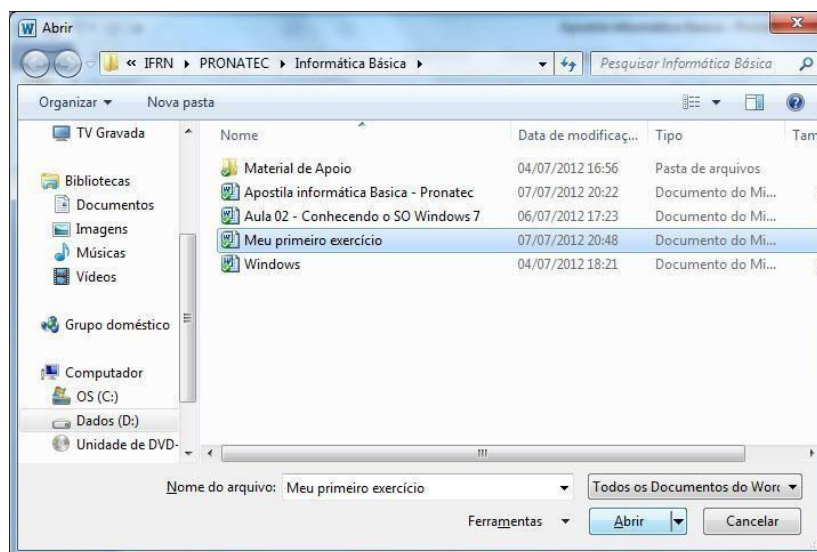 Abrir
« IFRN ▸ PRONATEC ▸ Informática Básica ▸ Pesquisar Informática Básica
Organizar Nova pasta
TV Gravada
Bibliotecas
Documentos
Imagens
Músicas
Vídeos
Grupo doméstico
Computador
OS (C:)
Dados (D:)
Unidade de DVD-
Nome Data de modificaç... Tipo Tam
Material de Apoio 04/07/2012 16:56 Pasta de arquivos
Apostila informática Basica - Pronatec 07/07/2012 20:22 Documento do Mi...
Aula 02 - Conhecendo o SO Windows 7 06/07/2012 17:23 Documento do Mi...
Meu primeiro exercício 07/07/2012 20:48 Documento do Mi...
Windows 04/07/2012 18:21 Documento do Mi...
Nome do arquivo: Meu primeiro exercício Todos os Documentos do Worc
Ferramentas Abrir Cancelar